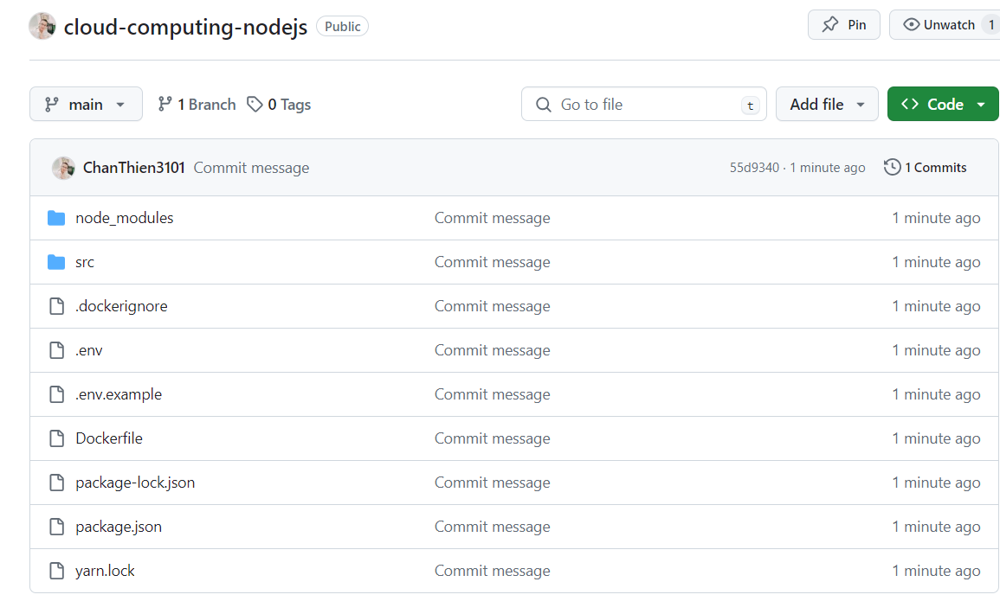 cloud-computing-nodejs Public Pin Unwatch 1
main 1 Branch 0 Tags Go to file t Add file Code
ChanThien3101 Commit message 55d9340 · 1 minute ago 1 Commits
node_modules Commit message 1 minute ago
src Commit message 1 minute ago
.dockerignore Commit message 1 minute ago
.env Commit message 1 minute ago
.env.example Commit message 1 minute ago
Dockerfile Commit message 1 minute ago
package-lock.json Commit message 1 minute ago
package.json Commit message 1 minute ago
yarn.lock Commit message 1 minute ago